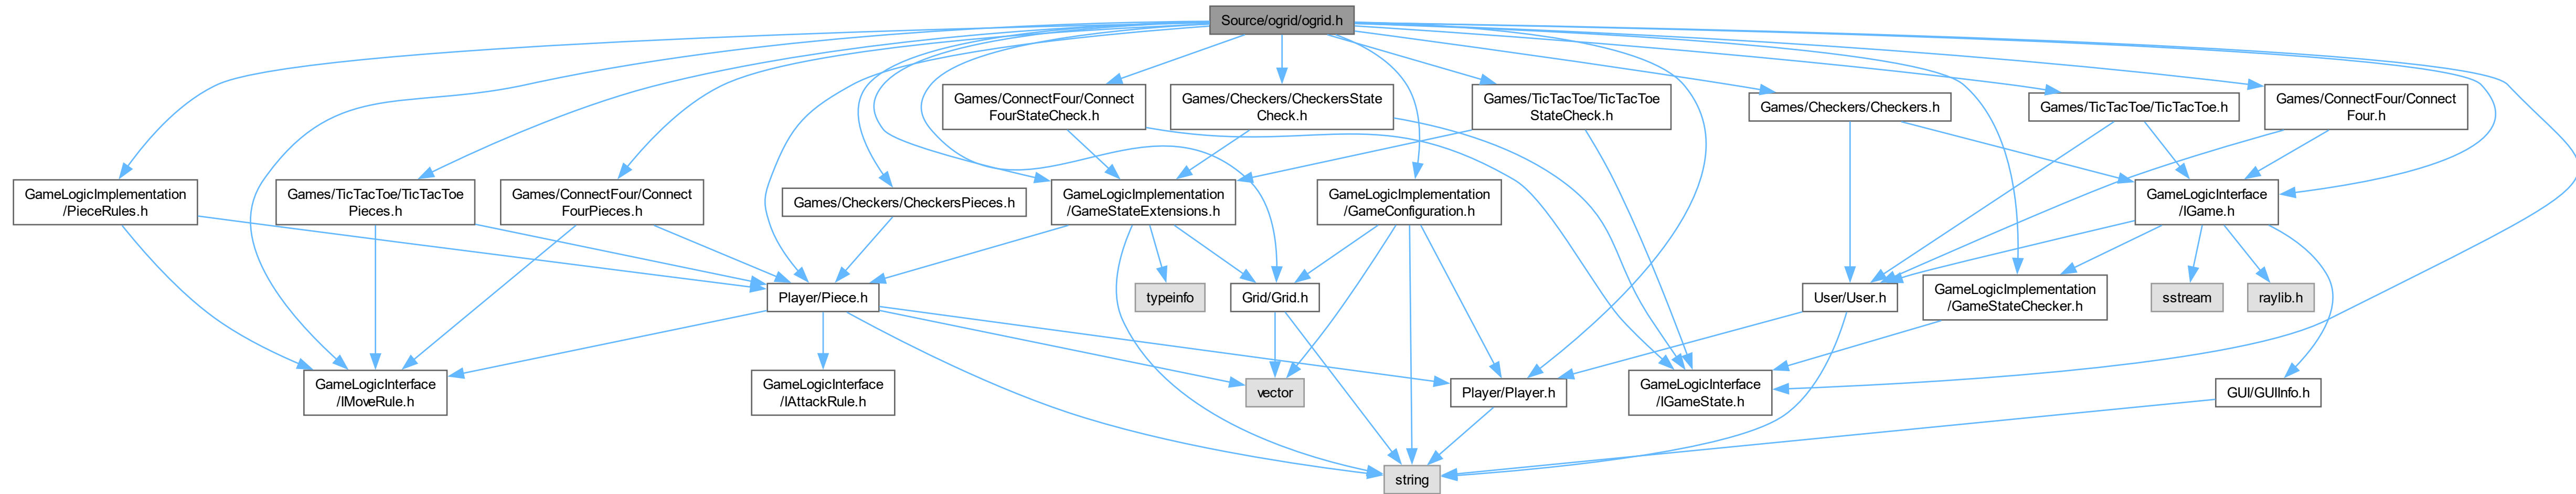 Source/ogrid/ogrid.h
Games/ConnectFour/Connect
FourStateCheck.h
Games/Checkers/CheckersState
Check.h
Games/TicTacToe/TicTacToe
StateCheck.h
Games/Checkers/Checkers.h
Games/TicTacToe/TicTacToe.h
Games/ConnectFour/Connect
Four.h
GameLogicImplementation
/PieceRules.h
Games/TicTacToe/TicTacToe
Pieces.h
Games/ConnectFour/Connect
FourPieces.h
Games/Checkers/CheckersPieces.h
GameLogicImplementation
/GameStateExtensions.h
GameLogicImplementation
/GameConfiguration.h
GameLogicInterface
/IGame.h
Player/Piece.h
typeinfo
Grid/Grid.h
User/User.h
GameLogicImplementation
/GameStateChecker.h
sstream
raylib.h
GameLogicInterface
/IMoveRule.h
GameLogicInterface
/IAttackRule.h
vector
Player/Player.h
GameLogicInterface
/IGameState.h
GUI/GUIInfo.h
string